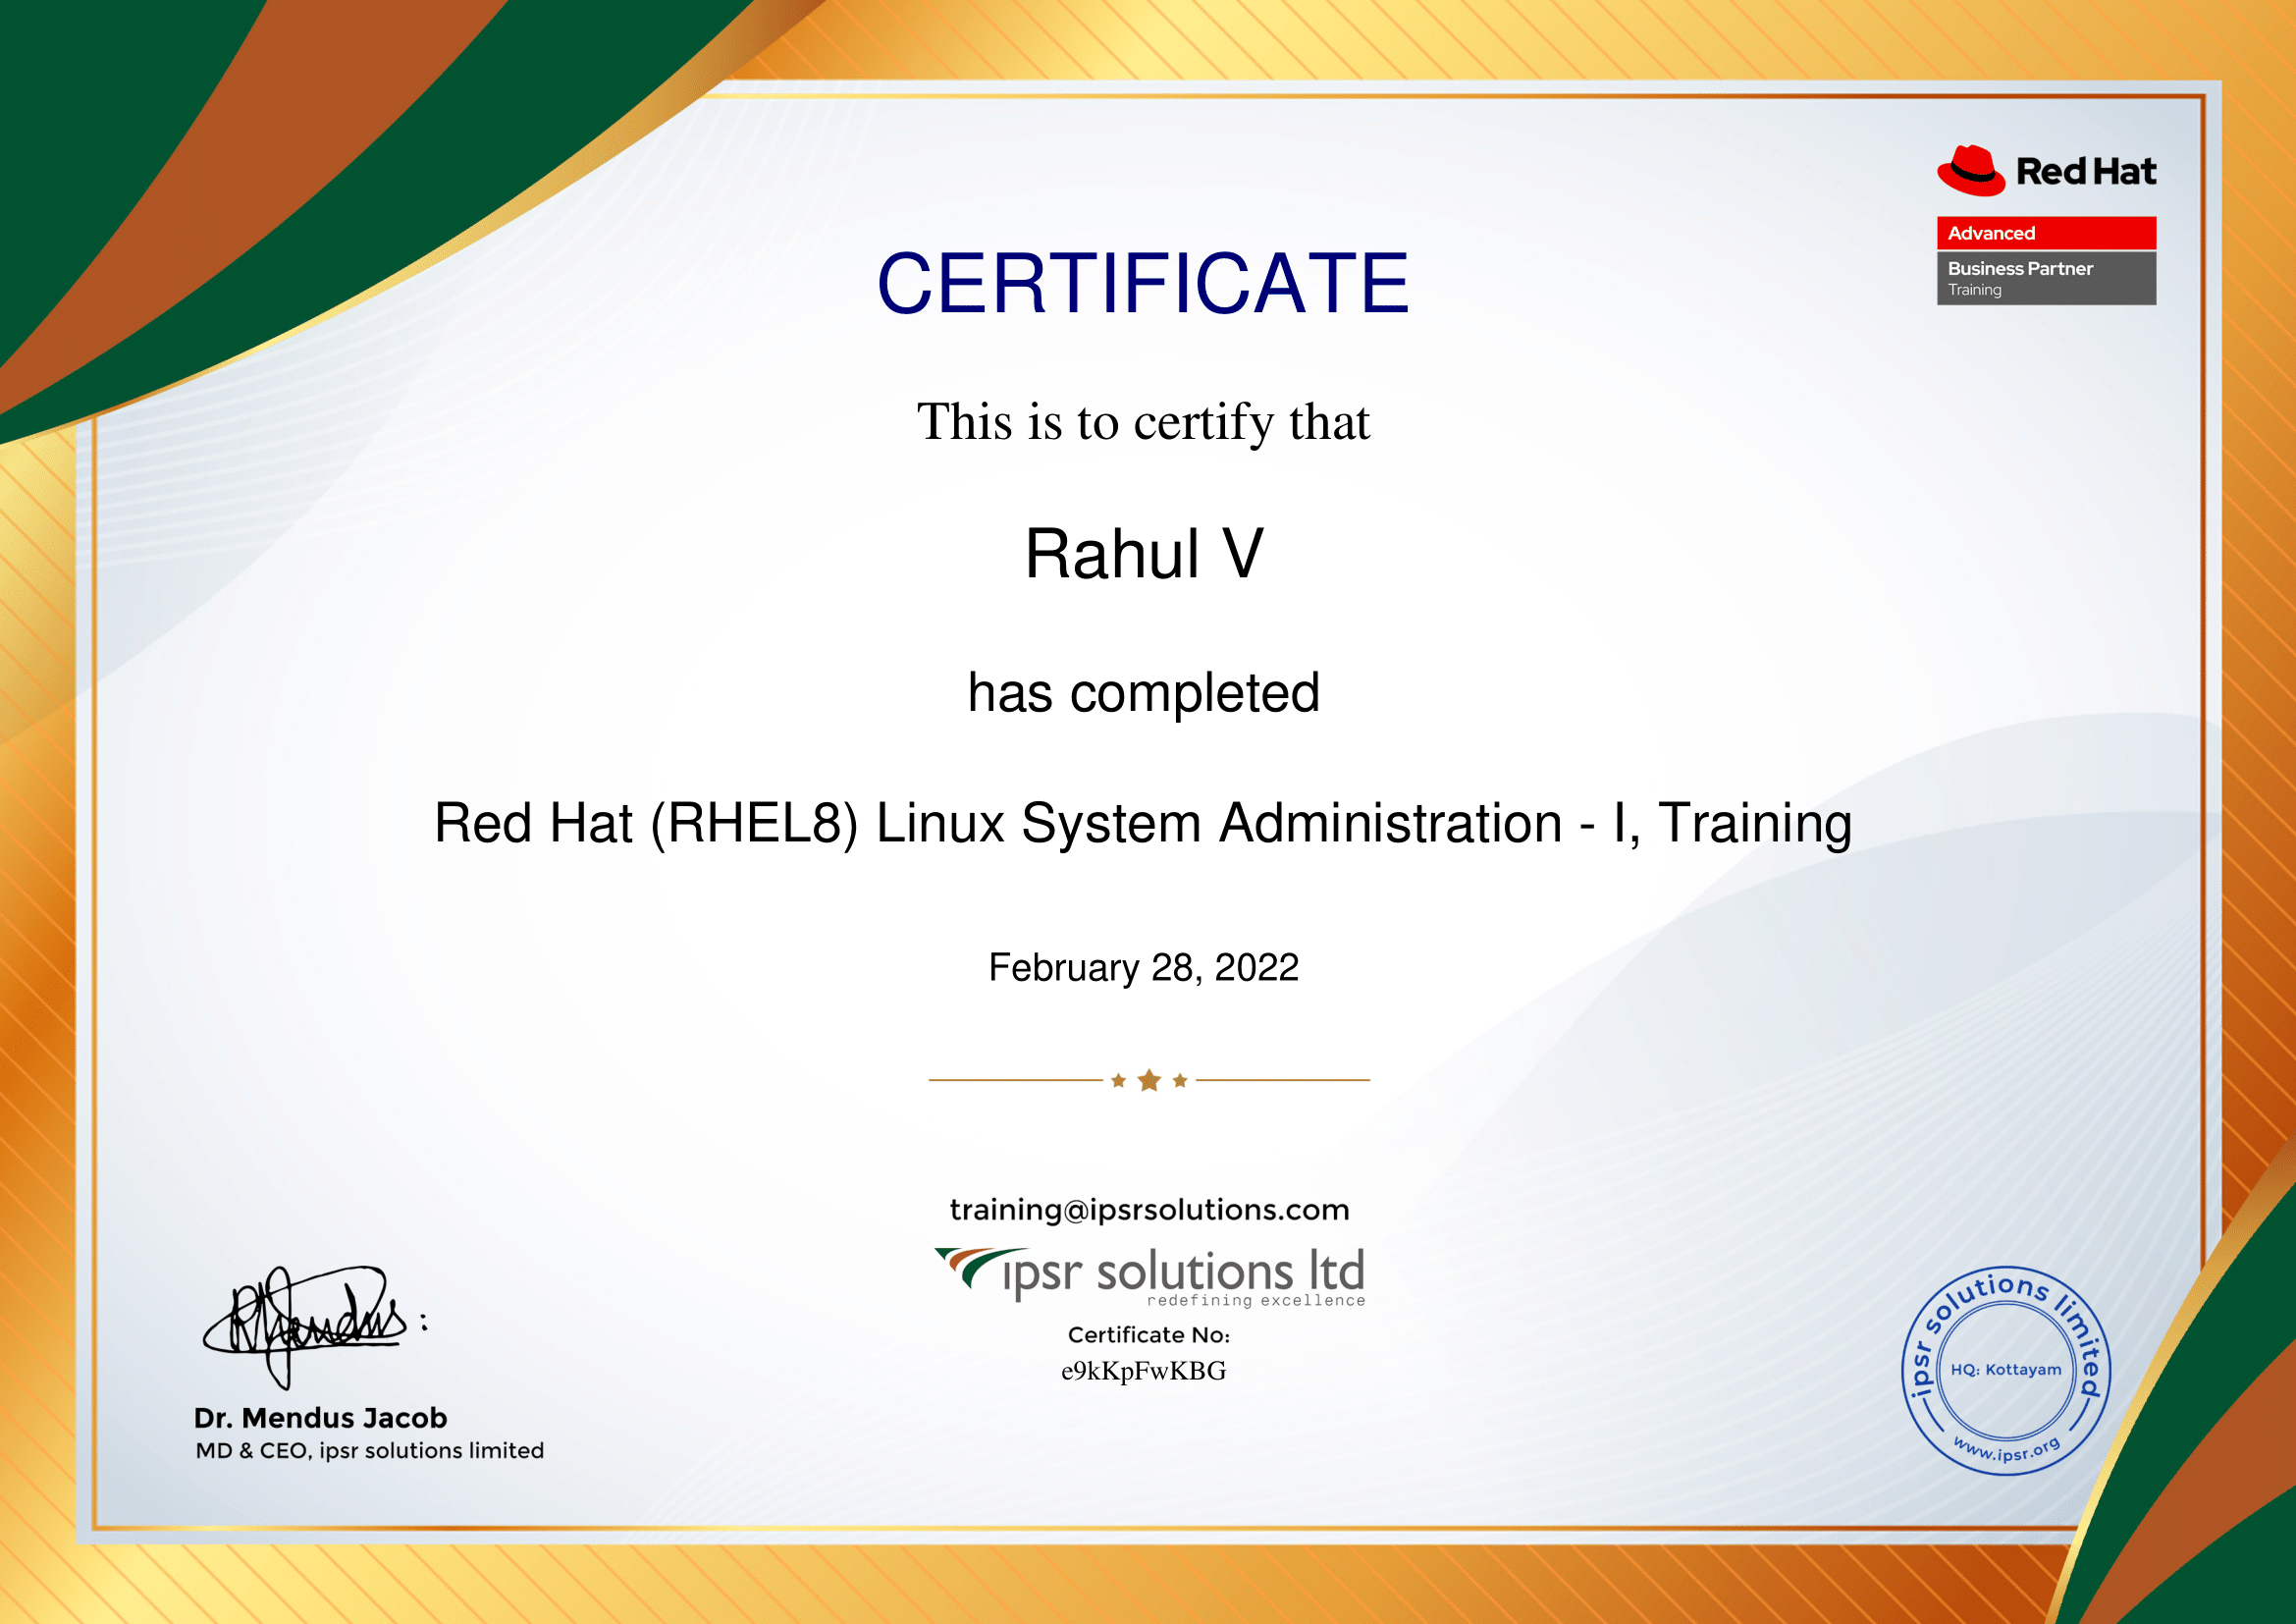 Red Hat
Advanced
Business Partner
Training
CERTIFICATE
This is to certify that
Rahul V
has completed
Red Hat (RHEL8) Linux System Administration - I, Training
February 28, 2022
training@ipsrsolutions.com
ipsr solutions ltd
redefining excellence
Certificate No:
e9kKpFwKBG
Mendus
Dr. Mendus Jacob
MD & CEO, ipsr solutions limited
ipsr solutions limited
HQ: Kottayam
www.ipsr.org